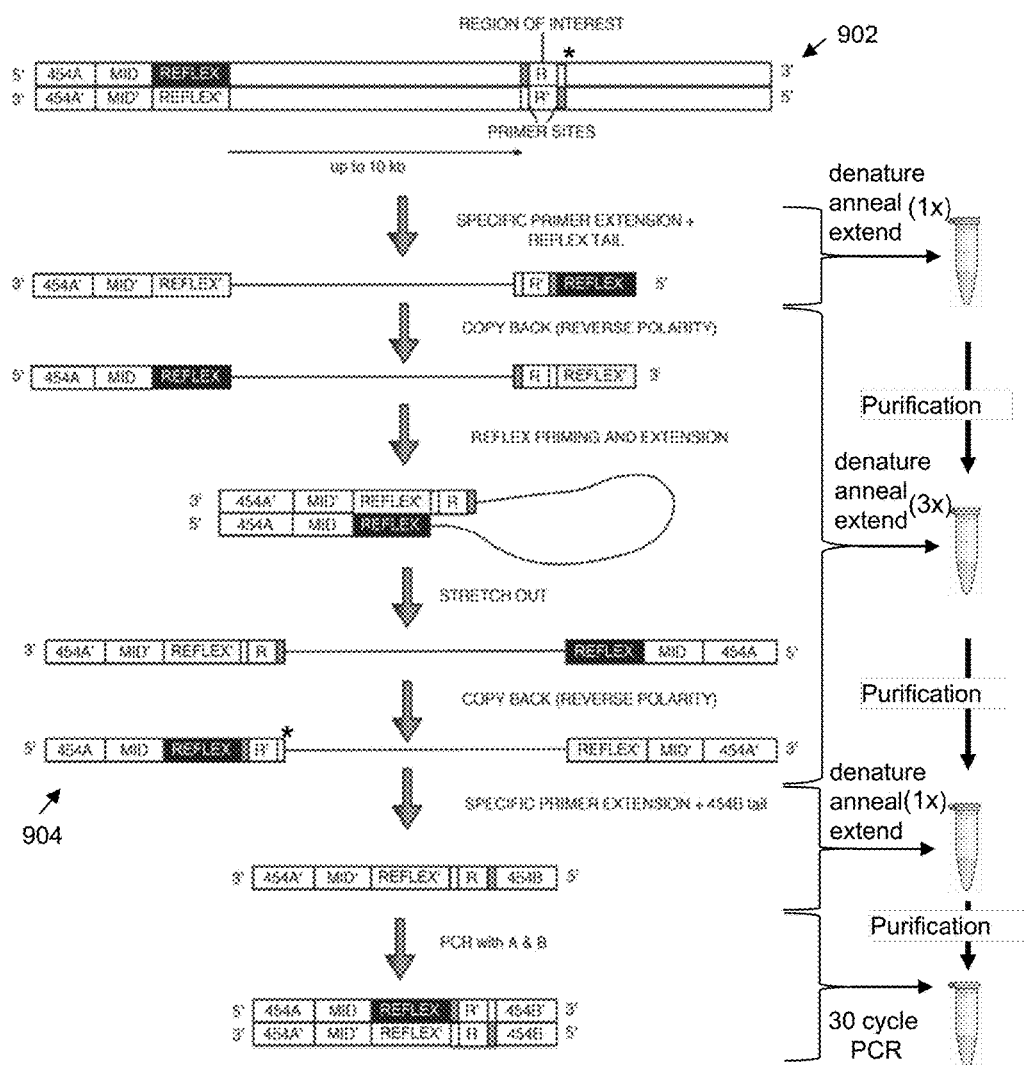 REGION OF INTEREST
*
902
5' 454A MID REFLEX R 3'
3' 454A' MID' REFLEX' R' 5'
PRIMER SITES
up to 10 kb
denature
anneal (1x)
extend
SPECIFIC PRIMER EXTENSION +
REFLEX TAIL
3' 454A' MID' REFLEX' R' REFLEX 5'
COPY BACK (REVERSE POLARITY)
5' 454A MID REFLEX R REFLEX' 3'
Purification
REFLEX PRIMING AND EXTENSION
denature
anneal (3x)
extend
3' 454A' MID' REFLEX' R
5' 454A MID REFLEX
STRETCH OUT
3' 454A' MID' REFLEX' R REFLEX MID 454A 5'
Purification
COPY BACK (REVERSE POLARITY)
*
5' 454A MID REFLEX R' REFLEX' MID' 454A' 3'
904
SPECIFIC PRIMER EXTENSION + 454B tail
denature
anneal (1x)
extend
3' 454A' MID' REFLEX' R 454B 5'
Purification
PCR with A & B
5' 454A MID REFLEX R' 454B' 3'
3' 454A' MID' REFLEX' R 454B 5'
30 cycle
PCR